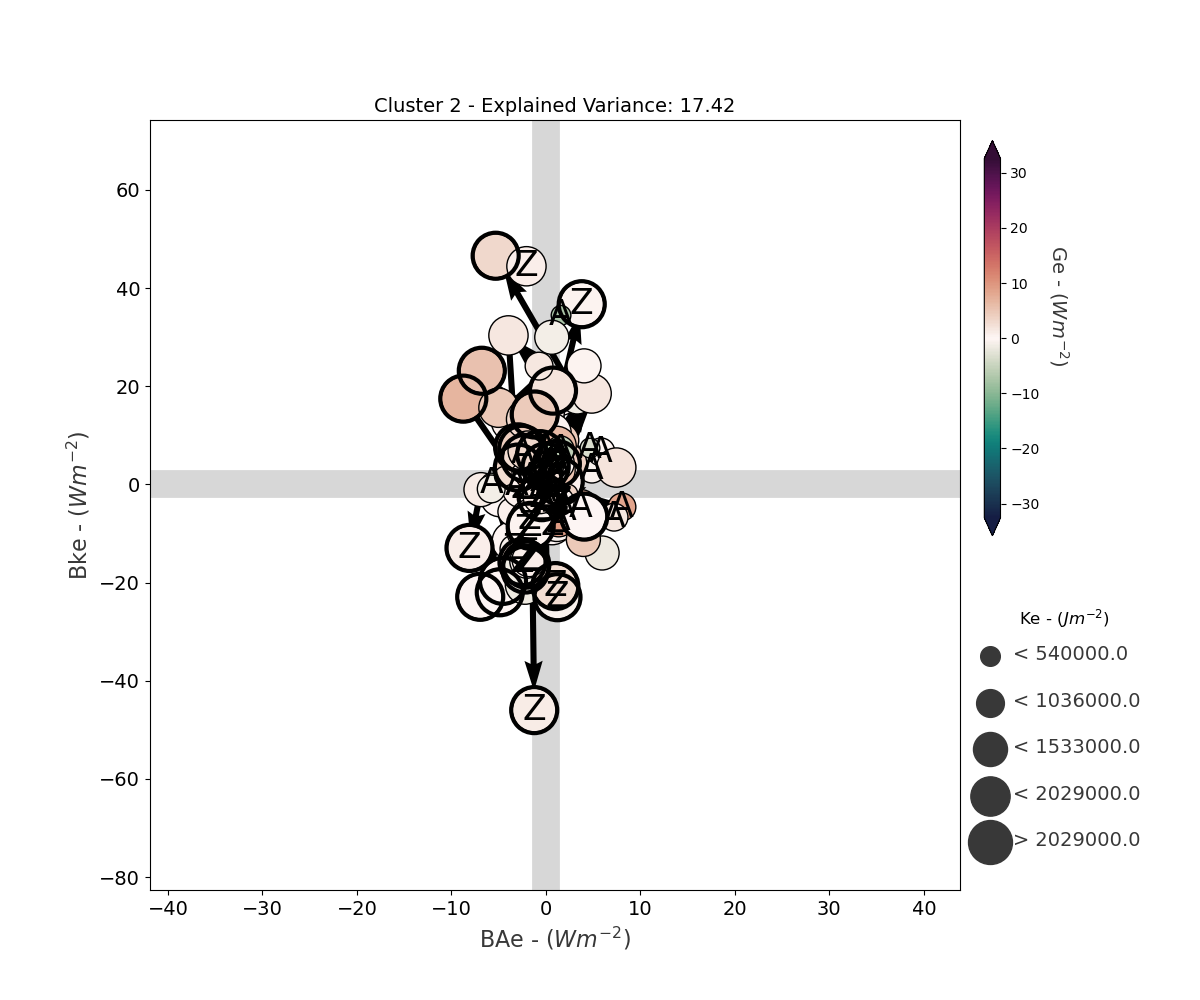 Cluster 2 - Explained Variance: 17.42
Bke - (Wm⁻²)
60
40
20
0
−20
−40
−60
−80
−40
−30
−20
−10
0
10
20
30
40
BAe - (Wm⁻²)
Z
Z
A
A
A
A
A
A
A
A
Z
Z
Z
Z
Z
30
20
10
0
−10
−20
−30
Ge - (Wm⁻²)
Ke - (Jm⁻²)
< 540000.0
< 1036000.0
< 1533000.0
< 2029000.0
> 2029000.0